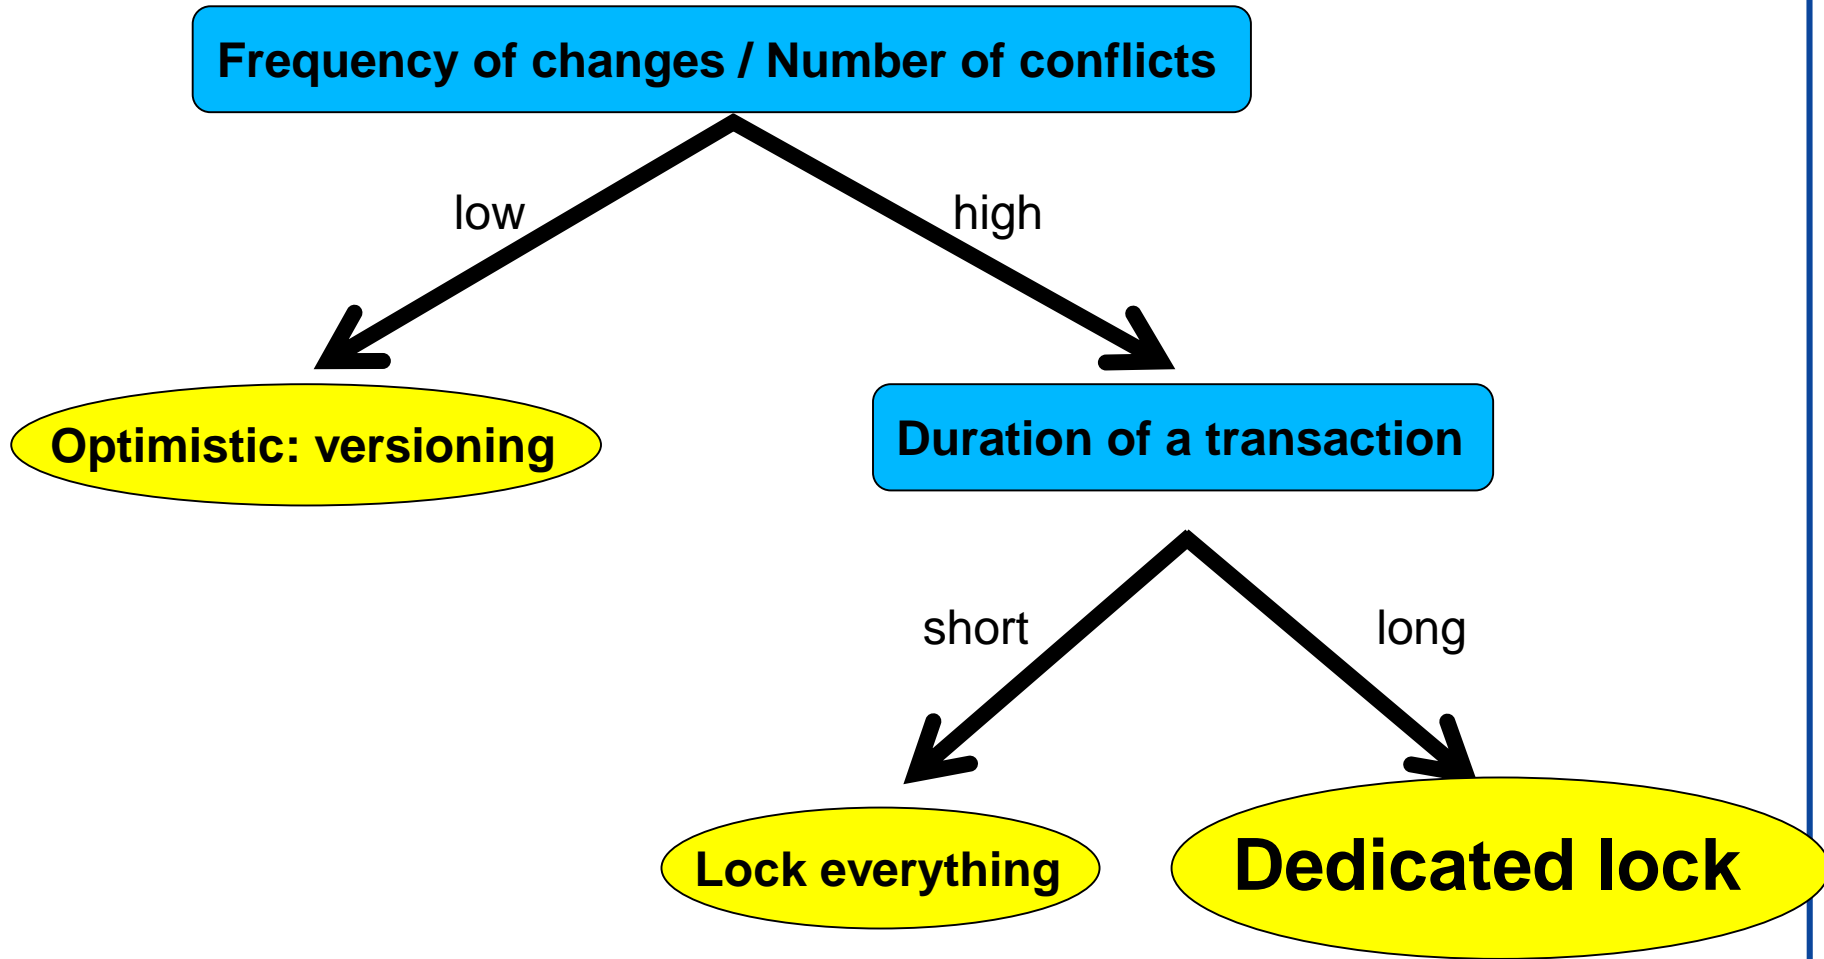 Frequency of changes / Number of conflicts
low
high
Optimistic: versioning
Duration of a transaction
short
long
Lock everything
Dedicated lock